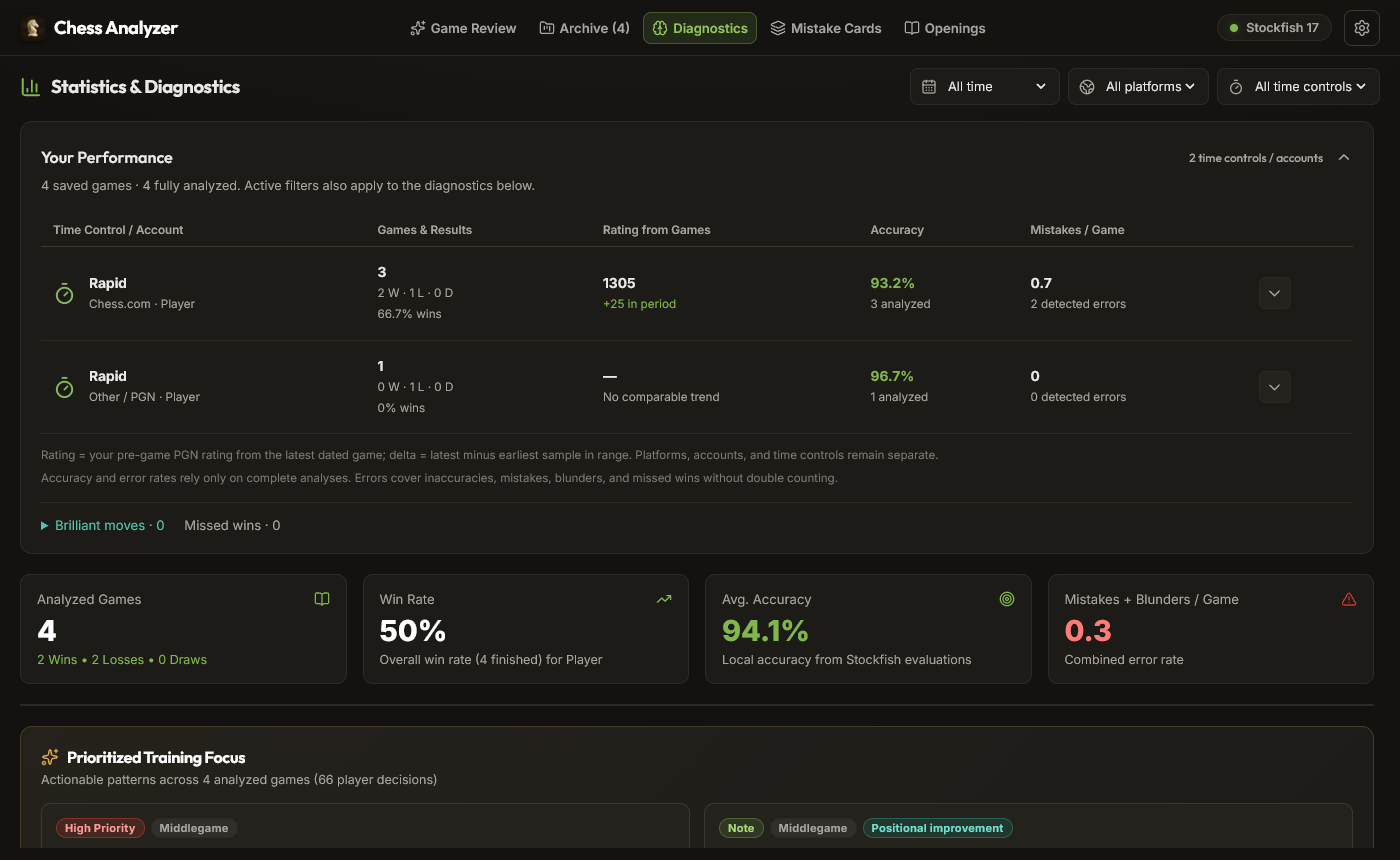 Chess Analyzer
Game Review
Archive (4)
Diagnostics
Mistake Cards
Openings
Stockfish 17
Statistics & Diagnostics
All time
All platforms
All time controls
Your Performance
2 time controls / accounts
4 saved games · 4 fully analyzed. Active filters also apply to the diagnostics below.
Time Control / Account
Games & Results
Rating from Games
Accuracy
Mistakes / Game
Rapid
Chess.com · Player
3
2 W · 1 L · 0 D
66.7% wins
1305
+25 in period
93.2%
3 analyzed
0.7
2 detected errors
Rapid
Other / PGN · Player
1
0 W · 1 L · 0 D
0% wins
—
No comparable trend
96.7%
1 analyzed
0
0 detected errors
Rating = your pre-game PGN rating from the latest dated game; delta = latest minus earliest sample in range. Platforms, accounts, and time controls remain separate.
Accuracy and error rates rely only on complete analyses. Errors cover inaccuracies, mistakes, blunders, and missed wins without double counting.
Brilliant moves · 0
Missed wins · 0
Analyzed Games
4
2 Wins • 2 Losses • 0 Draws
Win Rate
50%
Overall win rate (4 finished) for Player
Avg. Accuracy
94.1%
Local accuracy from Stockfish evaluations
Mistakes + Blunders / Game
0.3
Combined error rate
Prioritized Training Focus
Actionable patterns across 4 analyzed games (66 player decisions)
High Priority
Middlegame
Note
Middlegame
Positional improvement